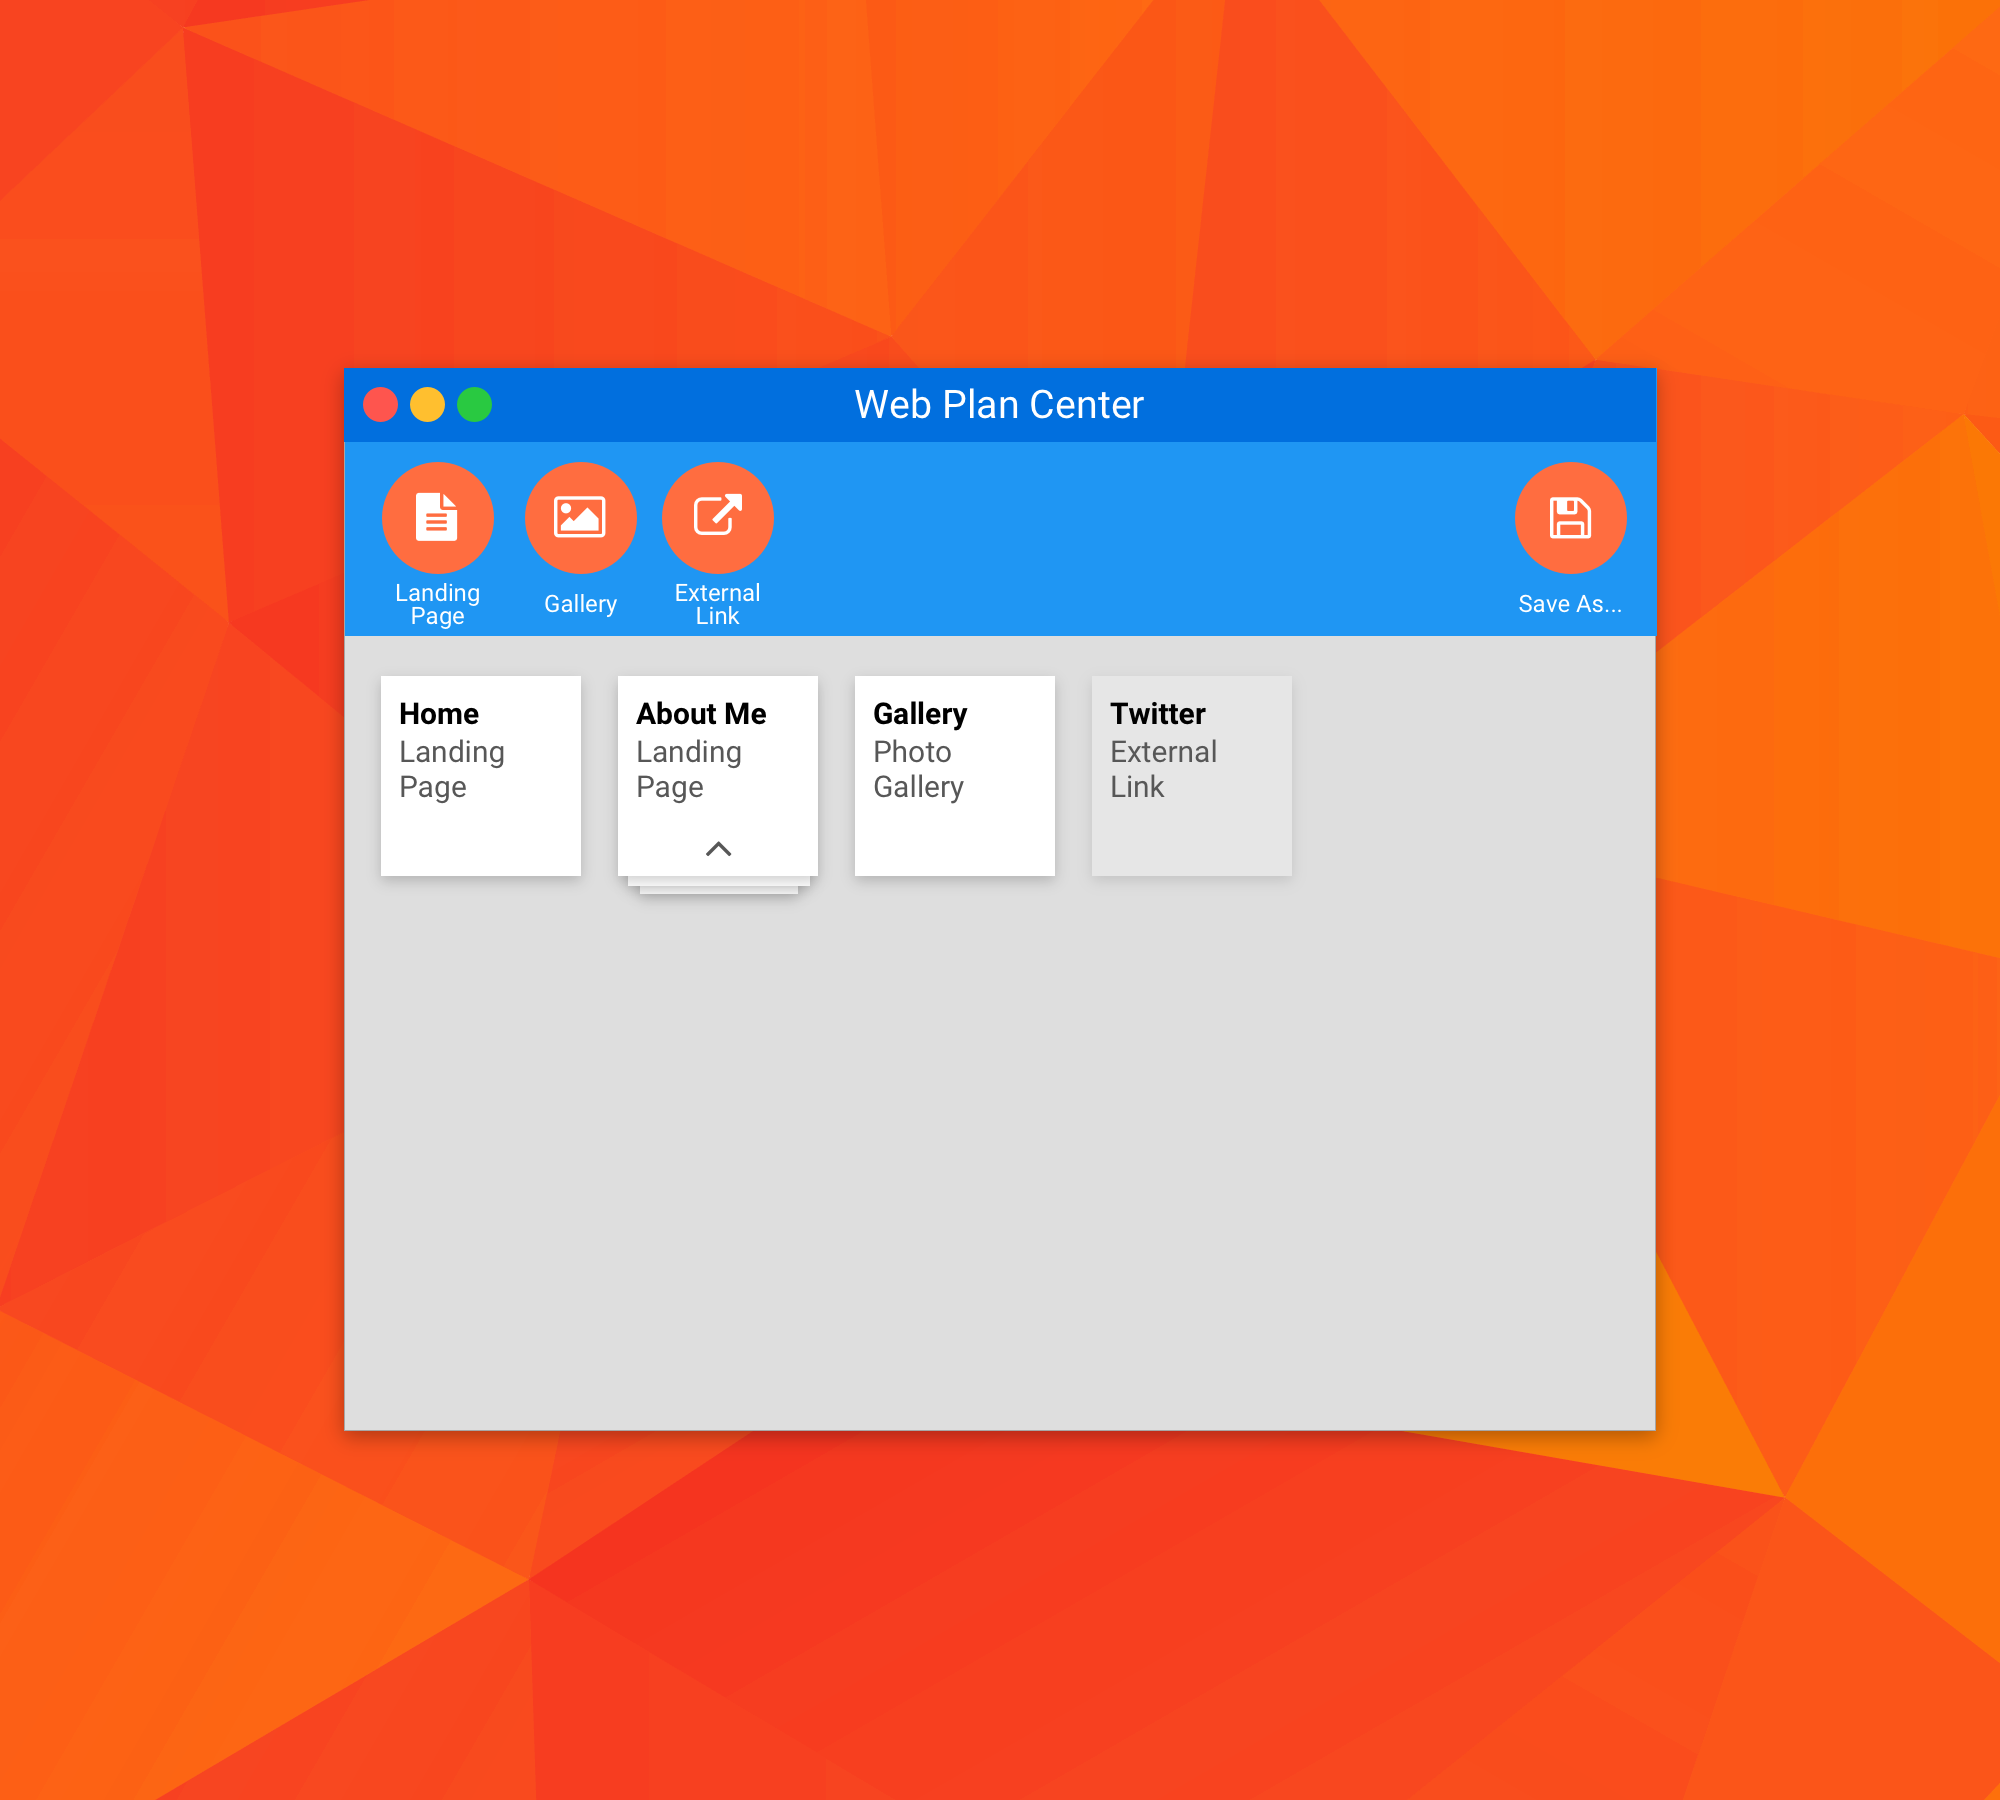 Web Plan Center
Landing
Page
Gallery
External
Link
Save As...
Home
Landing
Page
About Me
Landing
Page
Gallery
Photo
Gallery
Twitter
External
Link